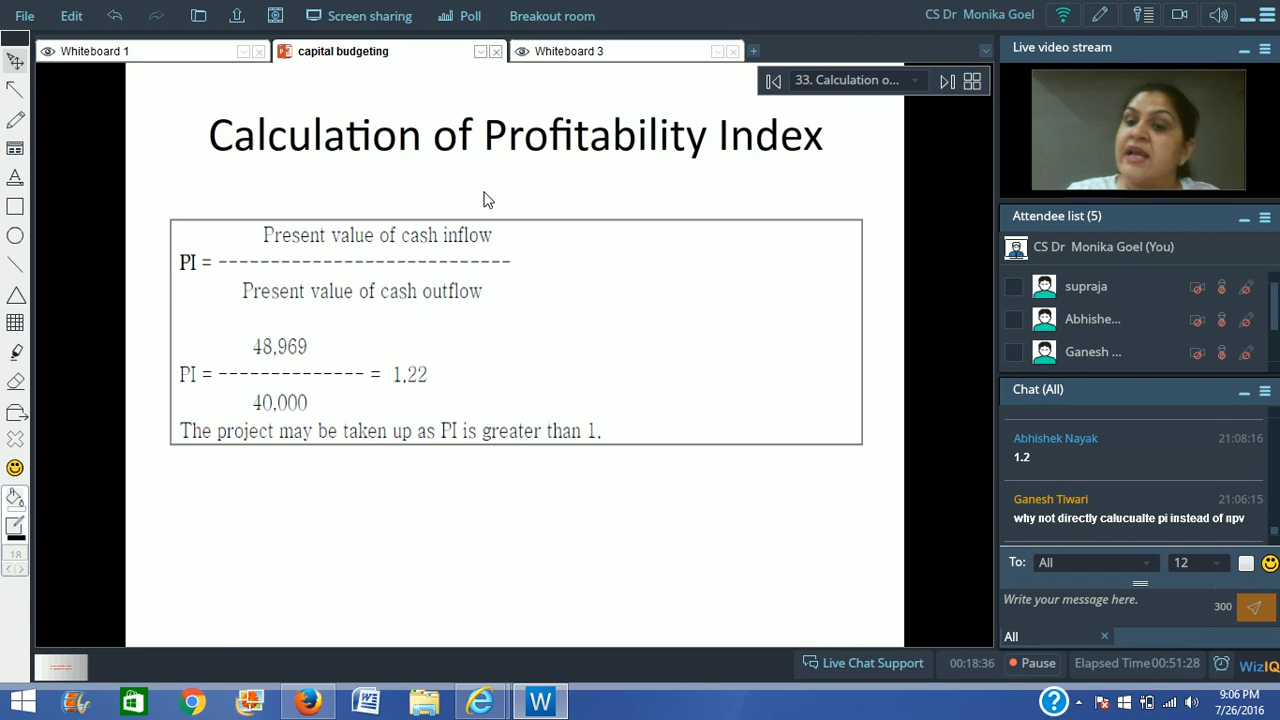 File Edit Screen sharing Poll Breakout room CS Dr Monika Goel
Whiteboard 1 capital budgeting Whiteboard 3
33. Calculation o...
Calculation of Profitability Index
Present value of cash inflow
PI = ----------------------------
Present value of cash outflow
48,969
PI = -------------- = 1.22
40,000
The project may be taken up as PI is greater than 1.
A
18
Live video stream
Attendee list (5)
CS Dr Monika Goel (You)
supraja
Abhishe...
Ganesh ...
Chat (All)
Abhishek Nayak 21:08:16
1.2
Ganesh Tiwari 21:06:15
why not directly calucualte pi instead of npv
To: All 12
Write your message here.
300
All
Live Chat Support 00:18:36 Pause Elapsed Time 00:51:28 WizIQ
9:06 PM
7/26/2016